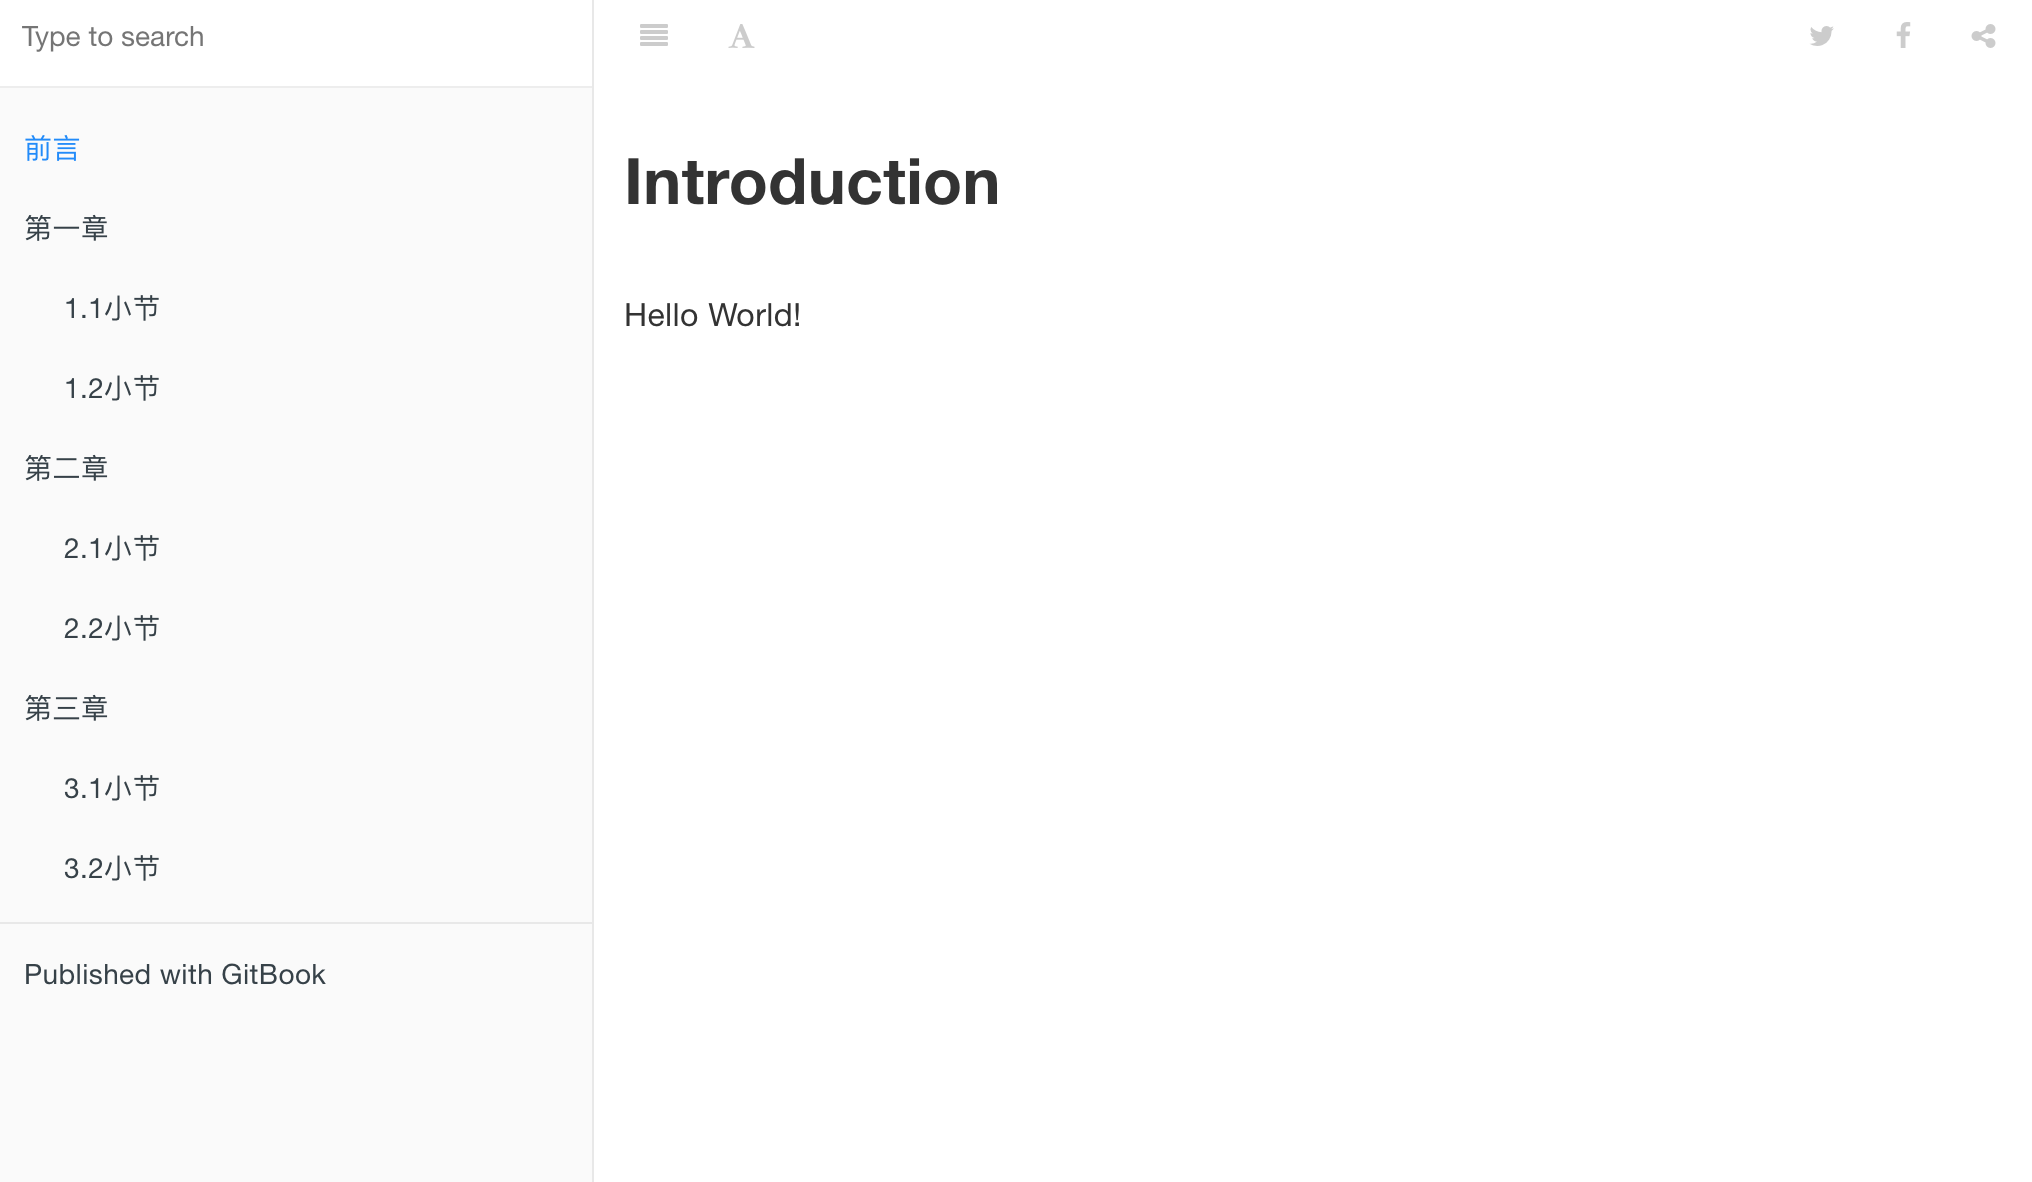 Type to search
前言
第一章
1.1小节
1.2小节
第二章
2.1小节
2.2小节
第三章
3.1小节
3.2小节
Published with GitBook
A
Introduction
Hello World!